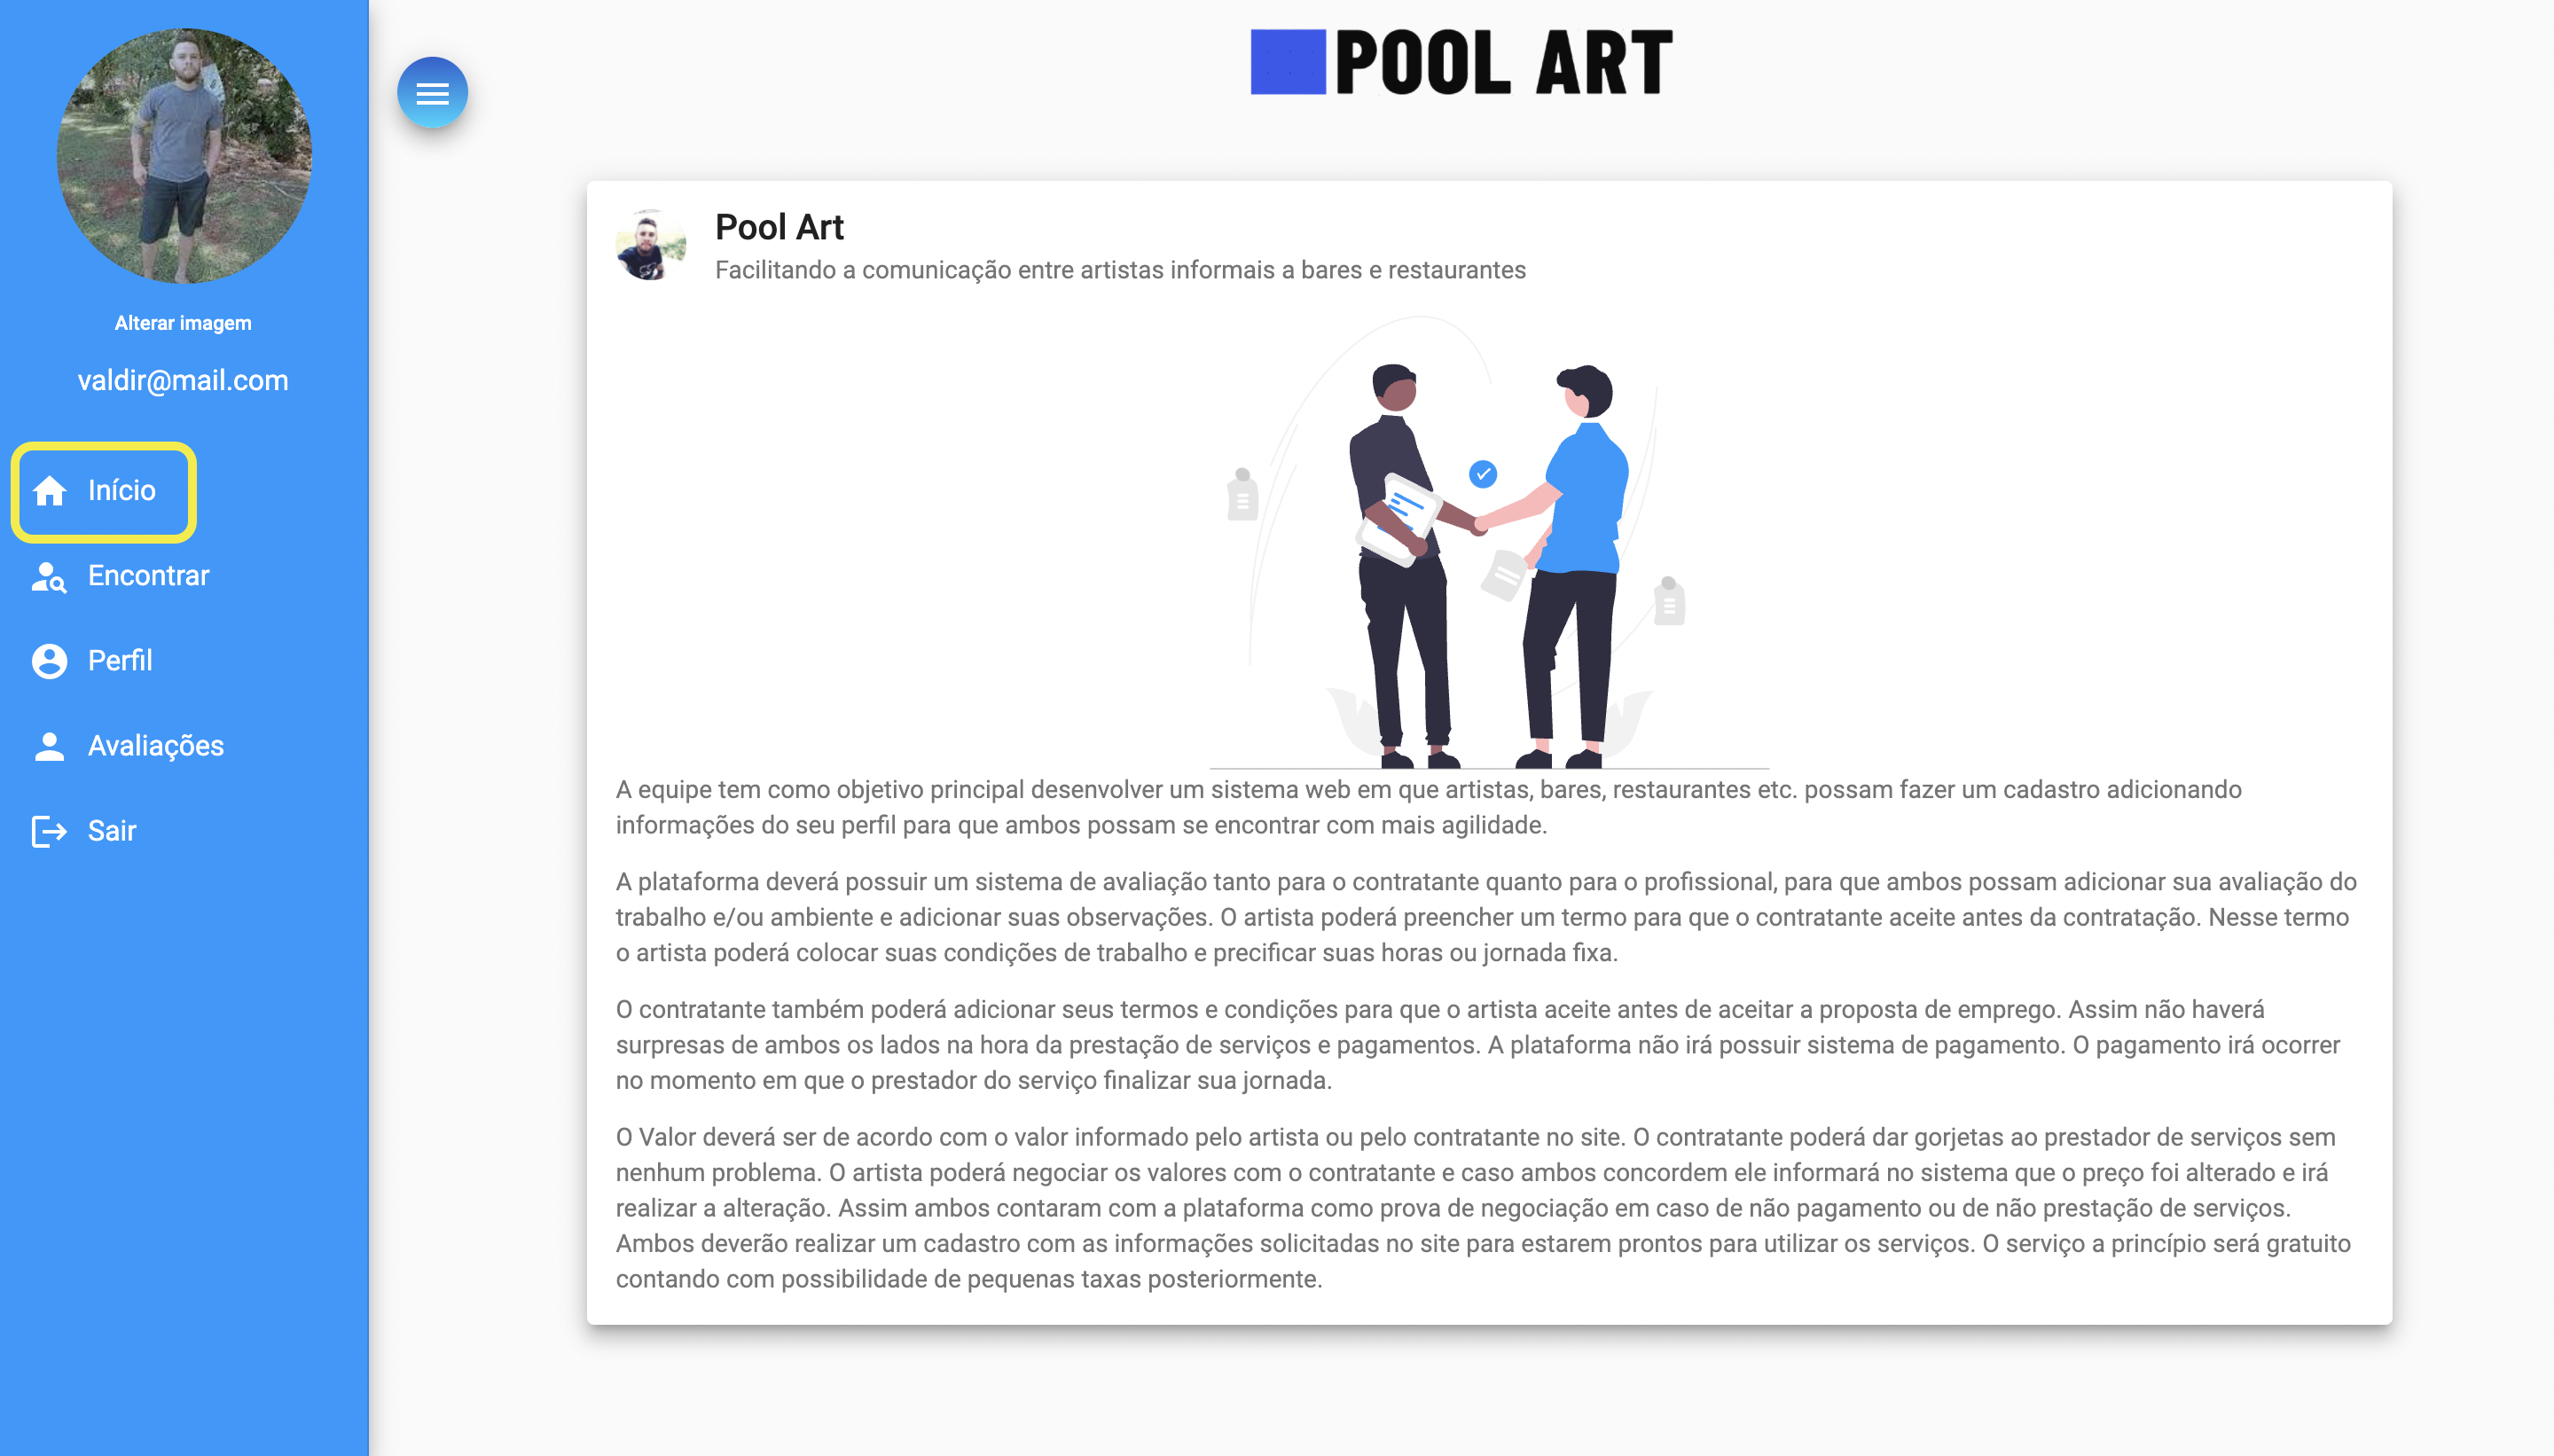 POOL ART
Alterar imagem
valdir@mail.com
Início
Encontrar
Perfil
Avaliações
Sair
Pool Art
Facilitando a comunicação entre artistas informais a bares e restaurantes
A equipe tem como objetivo principal desenvolver um sistema web em que artistas, bares, restaurantes etc. possam fazer um cadastro adicionando
informações do seu perfil para que ambos possam se encontrar com mais agilidade.
A plataforma deverá possuir um sistema de avaliação tanto para o contratante quanto para o profissional, para que ambos possam adicionar sua avaliação do
trabalho e/ou ambiente e adicionar suas observações. O artista poderá preencher um termo para que o contratante aceite antes da contratação. Nesse termo
o artista poderá colocar suas condições de trabalho e precificar suas horas ou jornada fixa.
O contratante também poderá adicionar seus termos e condições para que o artista aceite antes de aceitar a proposta de emprego. Assim não haverá
surpresas de ambos os lados na hora da prestação de serviços e pagamentos. A plataforma não irá possuir sistema de pagamento. O pagamento irá ocorrer
no momento em que o prestador do serviço finalizar sua jornada.
O Valor deverá ser de acordo com o valor informado pelo artista ou pelo contratante no site. O contratante poderá dar gorjetas ao prestador de serviços sem
nenhum problema. O artista poderá negociar os valores com o contratante e caso ambos concordem ele informará no sistema que o preço foi alterado e irá
realizar a alteração. Assim ambos contaram com a plataforma como prova de negociação em caso de não pagamento ou de não prestação de serviços.
Ambos deverão realizar um cadastro com as informações solicitadas no site para estarem prontos para utilizar os serviços. O serviço a princípio será gratuito
contando com possibilidade de pequenas taxas posteriormente.